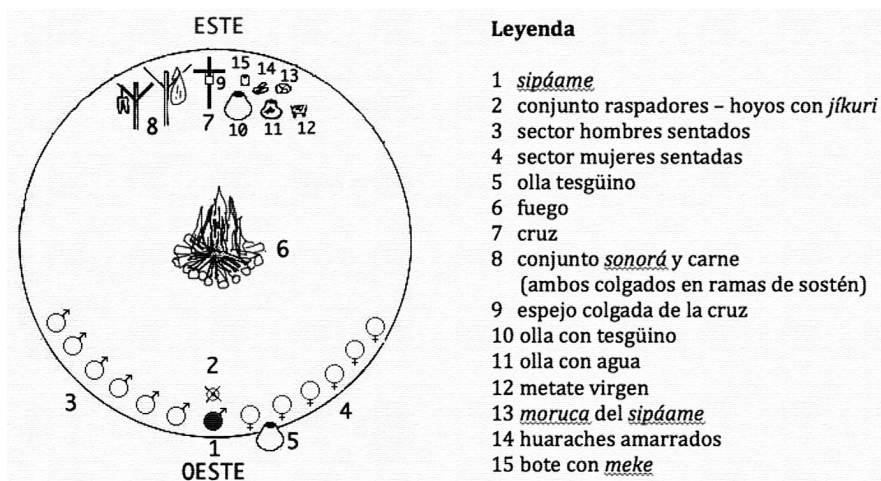 ESTE
15
14
13
9
8
7
10
11
12
6
2
3
4
5
1
OESTE
Leyenda
1 sipáame
2 conjunto raspadores – hoyos con jíkuri
3 sector hombres sentados
4 sector mujeres sentadas
5 olla tesgüino
6 fuego
7 cruz
8 conjunto sonorá y carne
(ambos colgados en ramas de sostén)
9 espejo colgada de la cruz
10 olla con tesgüino
11 olla con agua
12 metate virgen
13 moruca del sipáame
14 huaraches amarrados
15 bote con meke